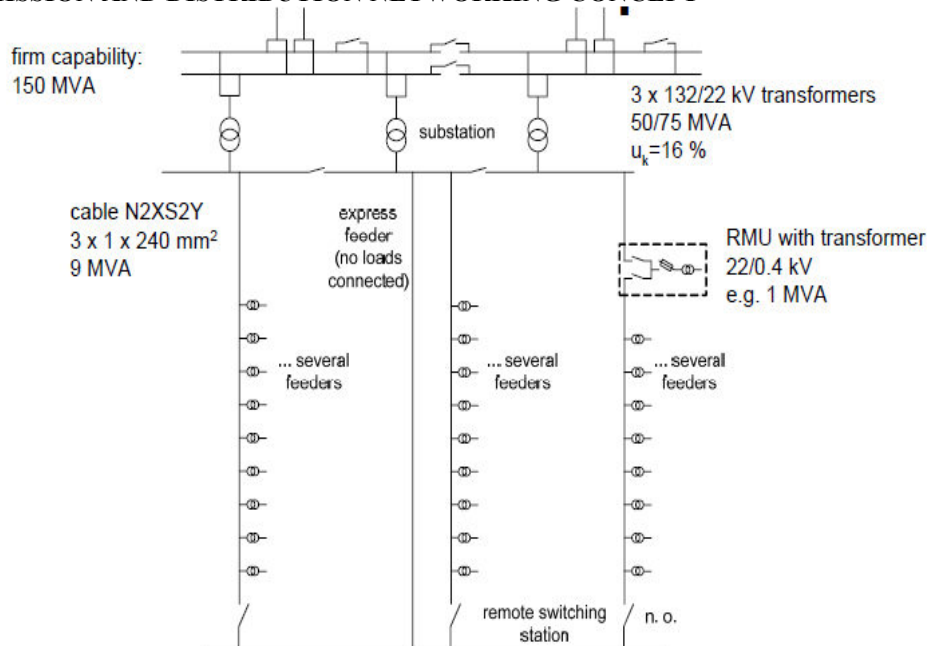 firm capability:
150 MVA
3 x 132/22 kV transformers
50/75 MVA
uk=16 %
substation
cable N2XS2Y
3 x 1 x 240 mm²
9 MVA
express
feeder
(no loads
connected)
RMU with transformer
22/0.4 kV
e.g. 1 MVA
... several
feeders
... several
feeders
... several
feeders
remote switching
station
n. o.